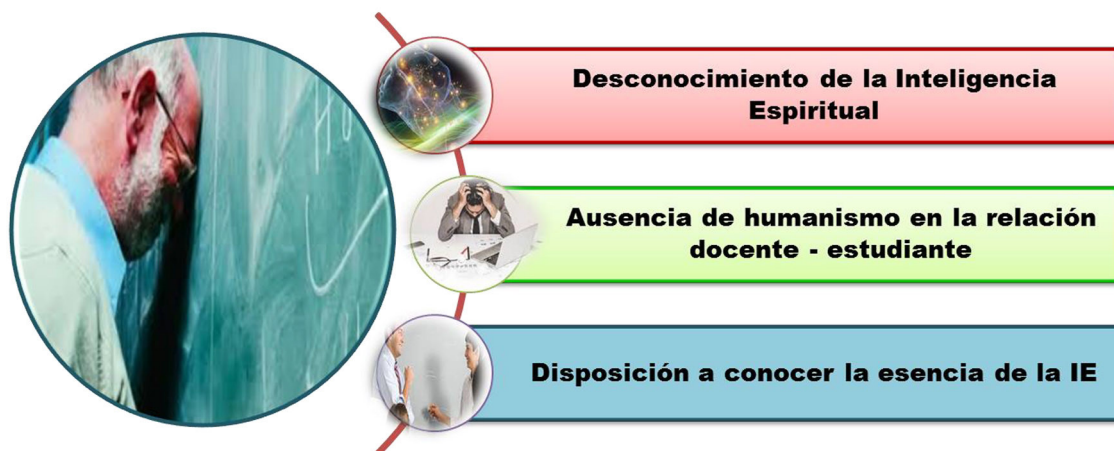 Desconocimiento de la Inteligencia
Espiritual
Ausencia de humanismo en la relación
docente - estudiante
Disposición a conocer la esencia de la IE